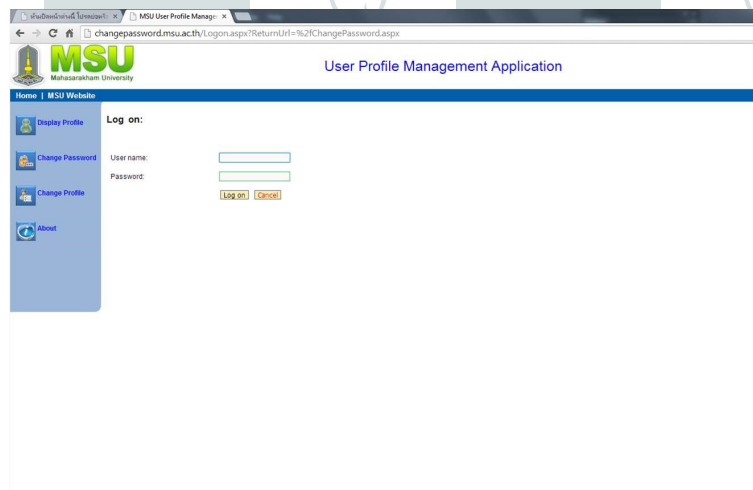 MSU User Profile Manage
changepassword.msu.ac.th/Logon.aspx?ReturnUrl=%2fChangePassword.aspx
MSU
Mahasarakham University
User Profile Management Application
Home | MSU Website
Display Profile
Log on:
Change Password
User name:
Password:
Change Profile
Log on Cancel
About